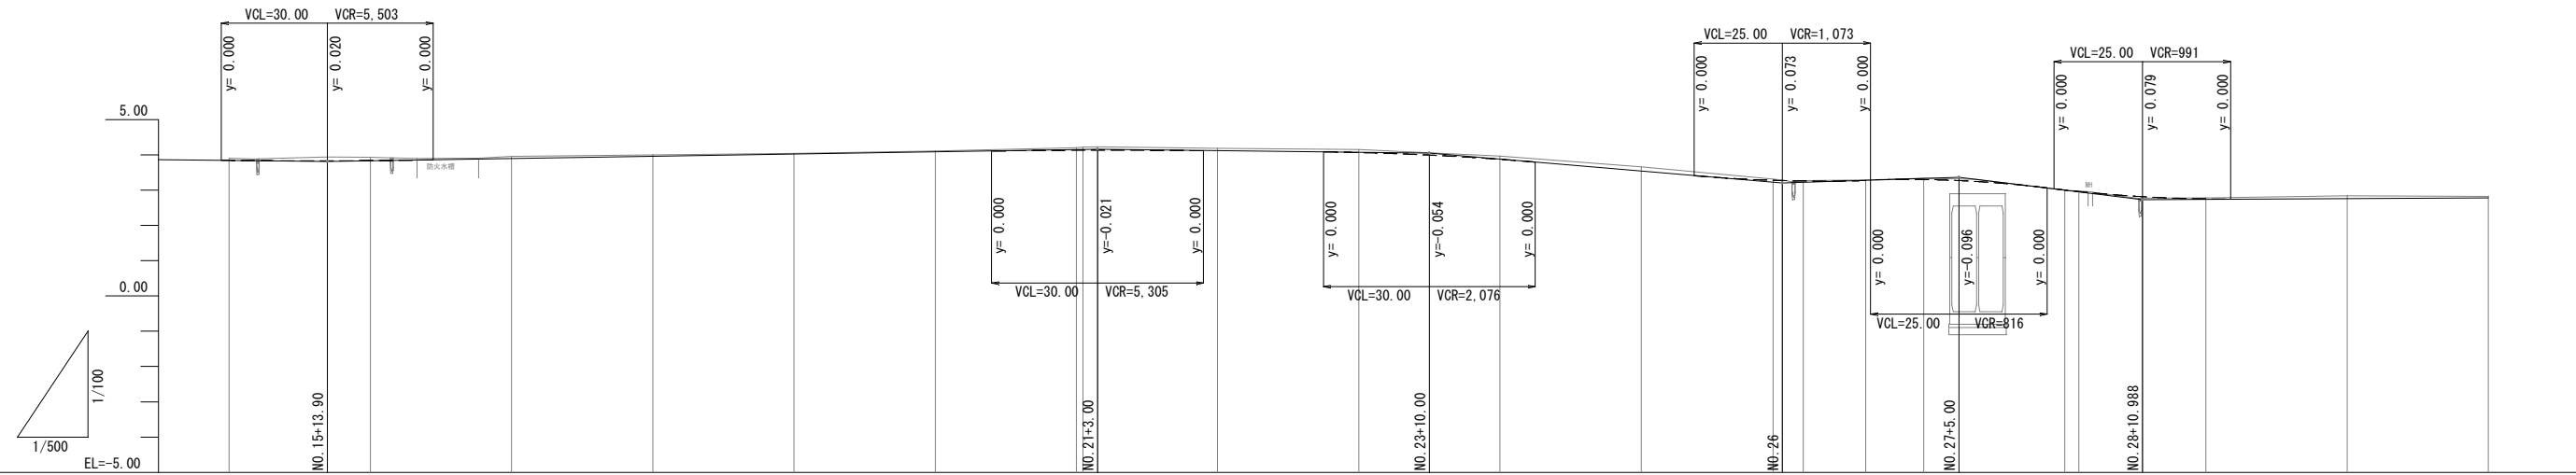 VCL=30.00 VCR=5,503
y= 0.000
y= 0.020
y= 0.000
VCL=25.00 VCR=1,073
y= 0.000
y= 0.073
y= 0.000
VCL=25.00 VCR=991
y= 0.000
y= 0.079
y= 0.000
5.00
防火水槽
y= 0.000
y=-0.021
y= 0.000
VCL=30.00 VCR=5,305
y= 0.000
y=-0.054
y= 0.000
VCL=30.00 VCR=2,076
y= 0.000
y=-0.096
y= 0.000
VCL=25.00 VCR=816
0.00
1/100
1/500
EL=-5.00
NO.15+13.90
NO.21+3.00
NO.23+10.00
NO.26
NO.27+5.00
NO.28+10.988